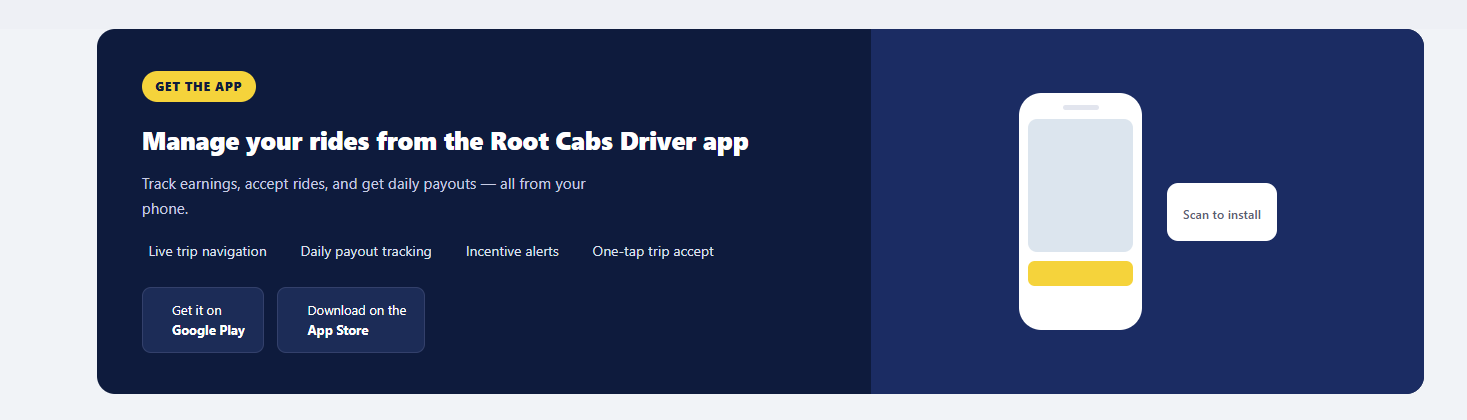 GET THE APP
Manage your rides from the Root Cabs Driver app
Track earnings, accept rides, and get daily payouts — all from your
phone.
Live trip navigation
Daily payout tracking
Incentive alerts
One-tap trip accept
Get it on
Google Play
Download on the
App Store
Scan to install